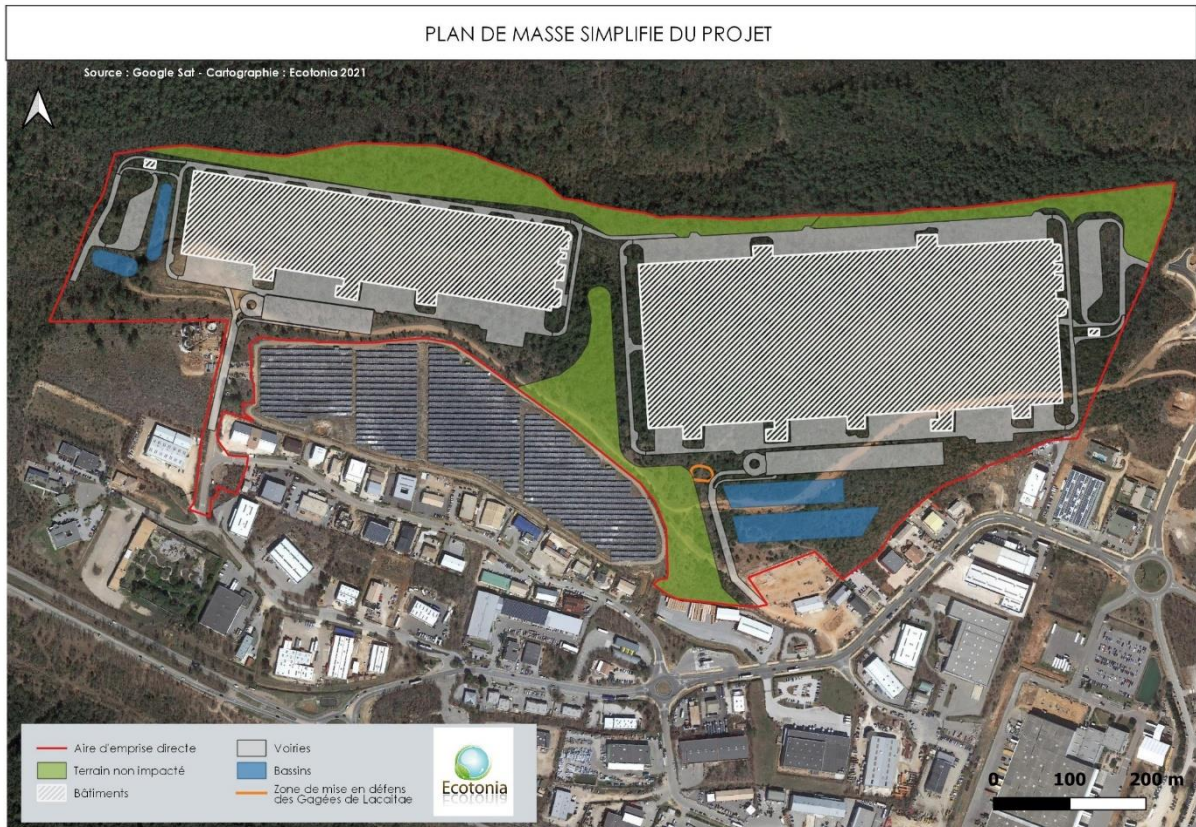 PLAN DE MASSE SIMPLIFIE DU PROJET
Source : Google Sat - Cartographie : Ecotonia 2021
Aire d'emprise directe
Terrain non impacté
Bâtiments
Voiries
Bassins
Zone de mise en défens
des Gagées de Lacaitae
Ecotonia
0 100 200 m